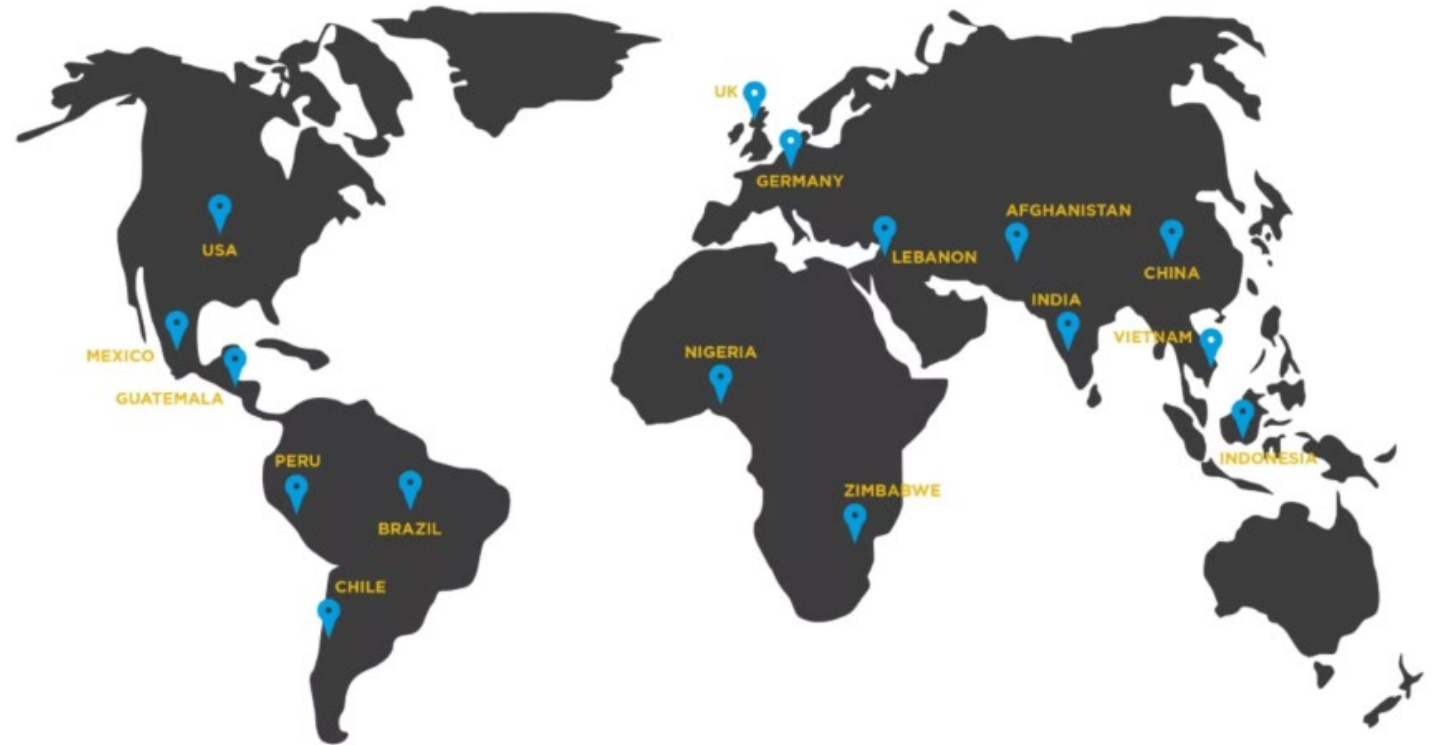 UK
GERMANY
AFGHANISTAN
USA
LEBANON
CHINA
INDIA
VIETNAM
MEXICO
NIGERIA
GUATEMALA
PERU
INDONESIA
ZIMBABWE
BRAZIL
CHILE